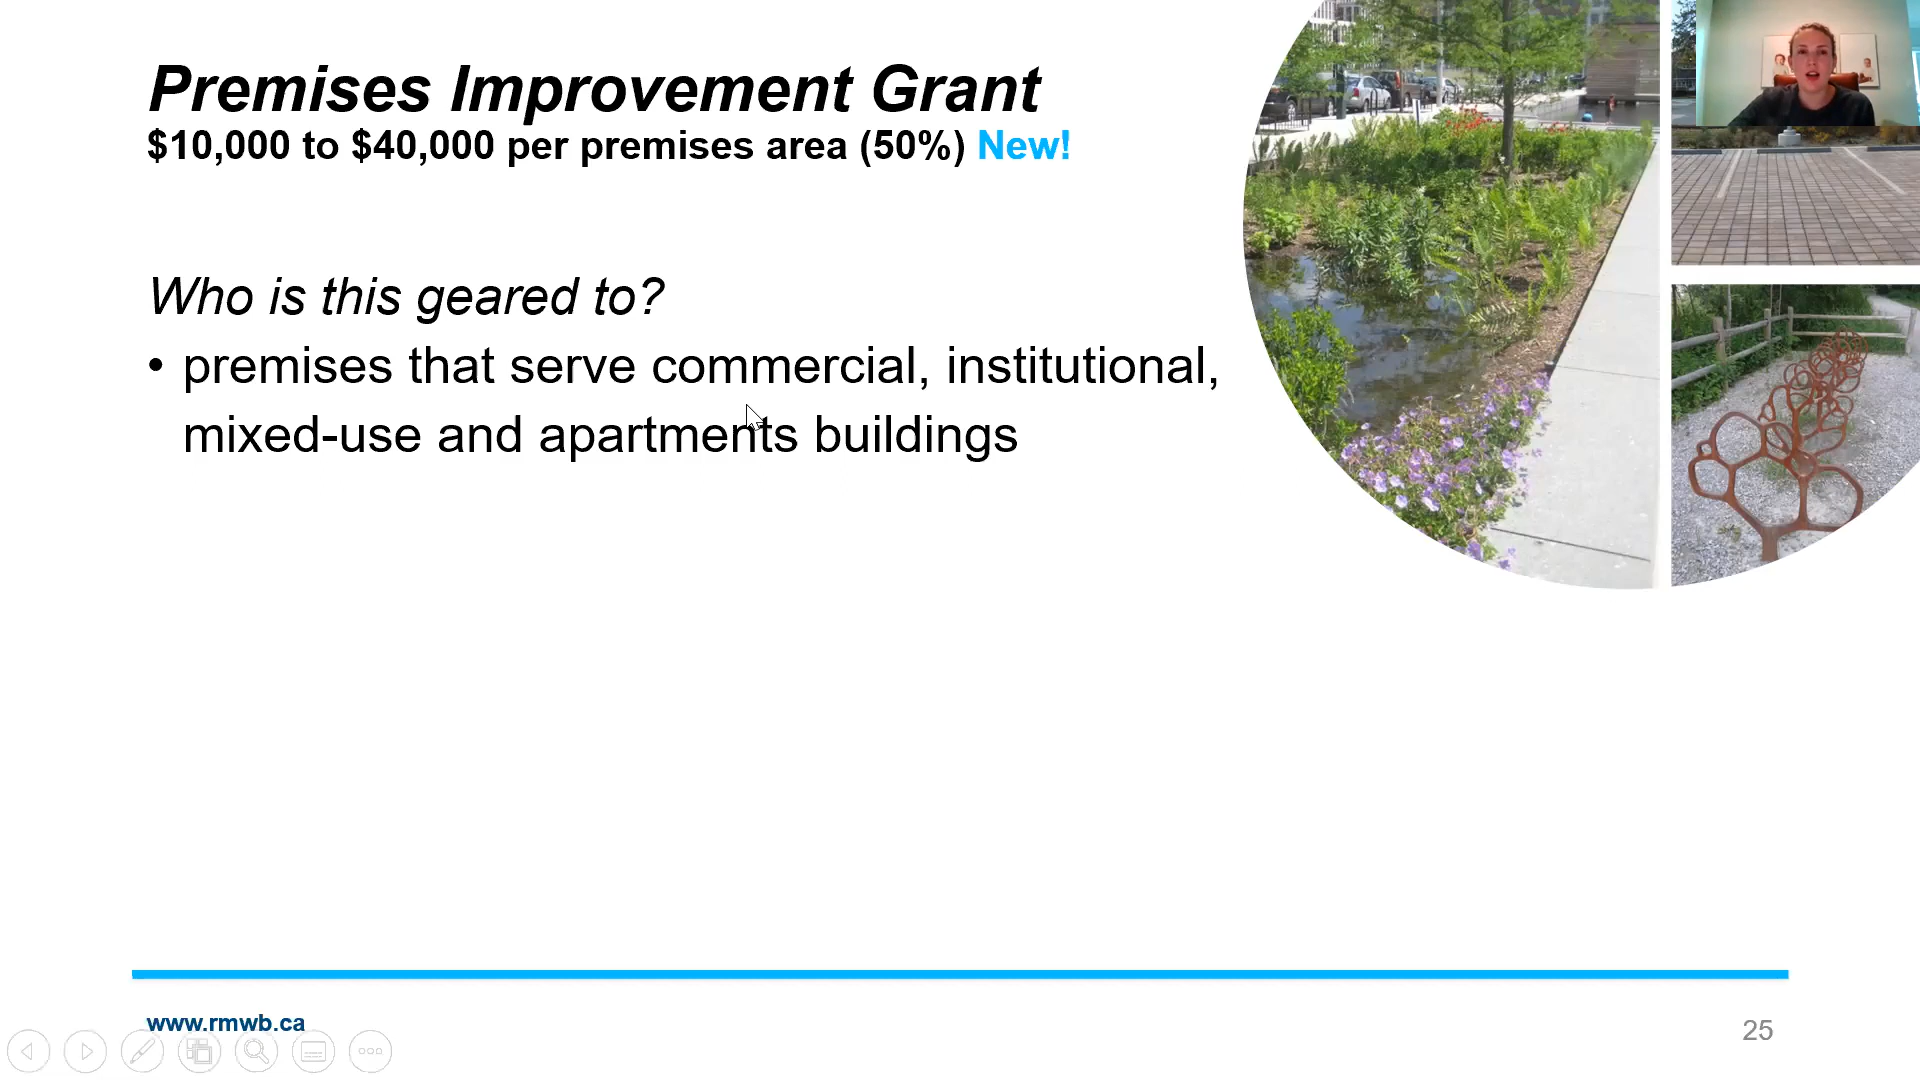 Premises Improvement Grant
$10,000 to $40,000 per premises area (50%) New!
Who is this geared to?
• premises that serve commercial, institutional,
mixed-use and apartments buildings
www.rmwb.ca
25